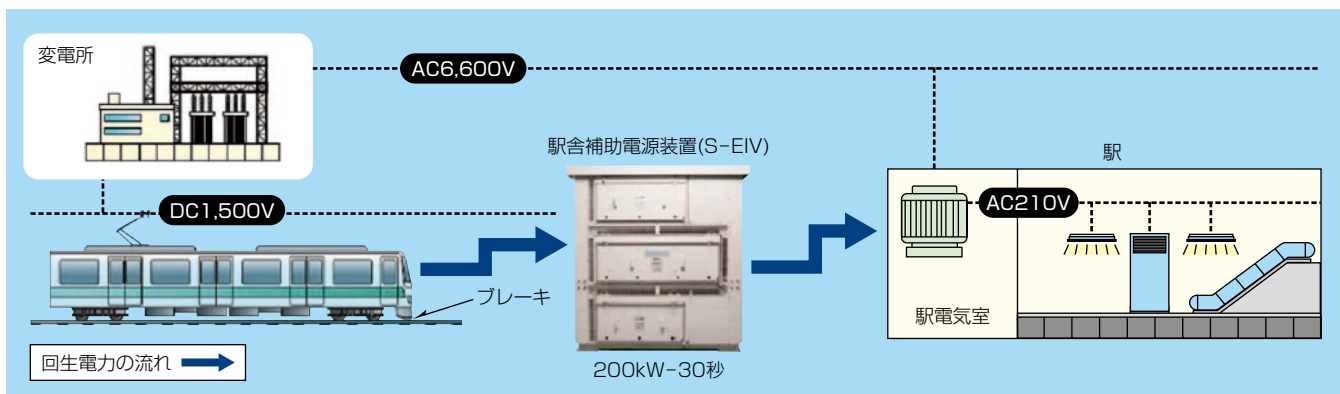 変電所
AC6,600V
駅舎補助電源装置(S-EIV)
駅
DC1,500V
AC210V
ブレーキ
駅電気室
回生電力の流れ
200kW-30秒